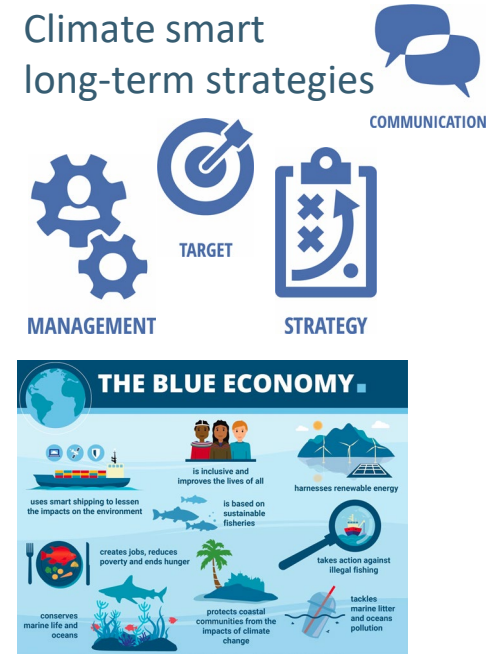 Climate smart
long-term strategies
COMMUNICATION
TARGET
MANAGEMENT
STRATEGY
THE BLUE ECONOMY
uses smart shipping to lessen
the impacts on the environment
is inclusive and
improves the lives of all
harnesses renewable energy
is based on
sustainable
fisheries
creates jobs, reduces
poverty and ends hunger
takes action against
illegal fishing
conserves
marine life and
oceans
protects coastal
communities from the
impacts of climate
change
tackles
marine litter
and oceans
pollution